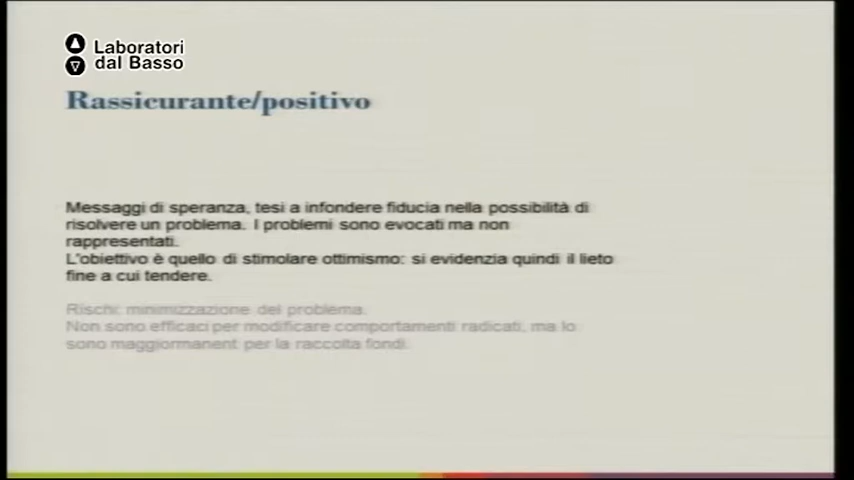 Laboratori
dal Basso
Rassicurante/positivo
Messaggi di speranza, tesi a infondere fiducia nella possibilità di
risolvere un problema. I problemi sono evocati ma non
rappresentati.
L'obiettivo è quello di stimolare ottimismo: si evidenzia quindi il lieto
fine a cui tendere.
Rischi: minimizzazione del problema.
Non sono efficaci per modificare comportamenti radicati, ma lo
sono maggiormanent per la raccolta fondi.